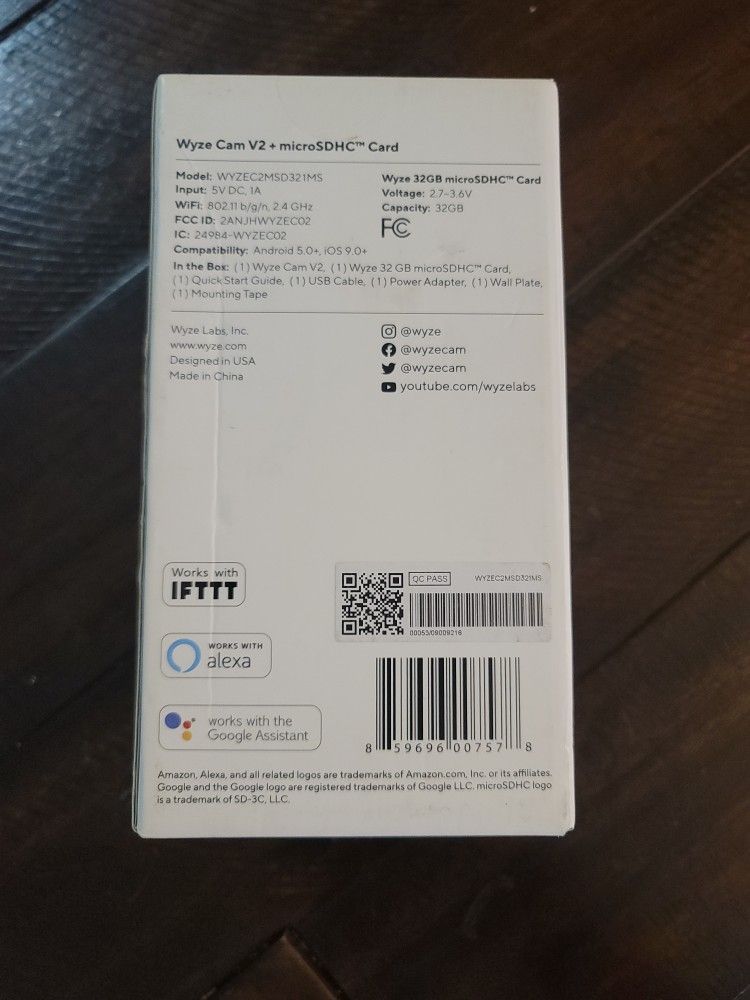 Wyze Cam V2 + microSDHC™ Card
Model: WYZEC2MSD321MS
Input: 5V DC, 1A
WiFi: 802.11 b/g/n, 2.4 GHz
FCC ID: 2ANJHWYZEC02
IC: 24984-WYZEC02
Compatibility: Android 5.0+, iOS 9.0+
Wyze 32GB microSDHC™ Card
Voltage: 2.7–3.6V
Capacity: 32GB
FC
In the Box: (1) Wyze Cam V2, (1) Wyze 32 GB microSDHC™ Card,
(1) Quick Start Guide, (1) USB Cable, (1) Power Adapter, (1) Wall Plate,
(1) Mounting Tape
Wyze Labs, Inc.
www.wyze.com
Designed in USA
Made in China
@wyze
@wyzecam
@wyzecam
youtube.com/wyzelabs
Works with
IFTTT
WORKS WITH
alexa
works with the
Google Assistant
QC PASS
WYZEC2MSD321MS
00053/09009216
8 59696 00757 8
Amazon, Alexa, and all related logos are trademarks of Amazon.com, Inc. or its affiliates.
Google and the Google logo are registered trademarks of Google LLC. microSDHC logo
is a trademark of SD-3C, LLC.